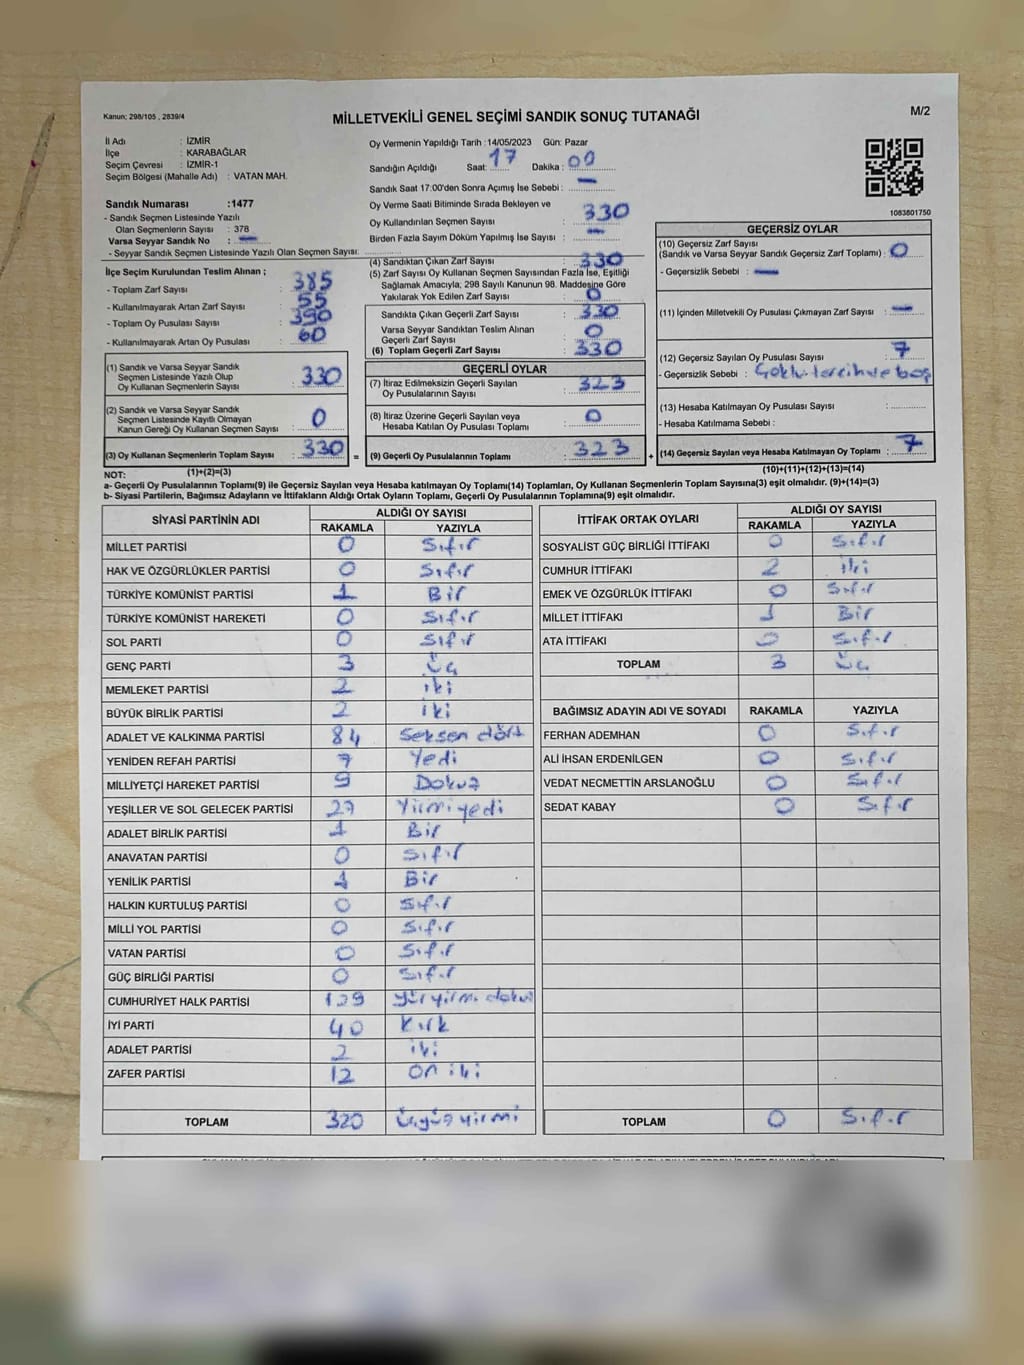 Kanun; 298/105 , 2839/4
MİLLETVEKİLİ GENEL SEÇİMİ SANDIK SONUÇ TUTANAĞI
M/2
İl Adı : İZMİR
İlçe : KARABAĞLAR
Seçim Çevresi : İZMİR-1
Seçim Bölgesi (Mahalle Adı) : VATAN MAH.
Oy Vermenin Yapıldığı Tarih :14/05/2023 Gün: Pazar
Sandığın Açıldığı Saat: 17 Dakika : 00
Sandık Saat 17:00'den Sonra Açımış İse Sebebi : —
Oy Verme Saati Bitiminde Sırada Bekleyen ve
Oy Kullandırılan Seçmen Sayısı : 330
Birden Fazla Sayım Döküm Yapılmış İse Sayısı : —
1083801750
Sandık Numarası :1477
- Sandık Seçmen Listesinde Yazılı
Olan Seçmenlerin Sayısı : 378
Varsa Seyyar Sandık No : —
- Seyyar Sandık Seçmen Listesinde Yazılı Olan Seçmen Sayısı:
İlçe Seçim Kurulundan Teslim Alınan ;
- Toplam Zarf Sayısı : 385
- Kullanılmayarak Artan Zarf Sayısı : 55
- Toplam Oy Pusulası Sayısı : 390
- Kullanılmayarak Artan Oy Pusulası : 60
(1) Sandık ve Varsa Seyyar Sandık
Seçmen Listesinde Yazılı Olup
Oy Kullanan Seçmenlerin Sayısı : 330
(2) Sandık ve Varsa Seyyar Sandık
Seçmen Listesinde Kayıtlı Olmayan
Kanun Gereği Oy Kullanan Seçmen Sayısı : 0
(3) Oy Kullanan Seçmenlerin Toplam Sayısı : 330 =
(4) Sandıktan Çıkan Zarf Sayısı : 330
(5) Zarf Sayısı Oy Kullanan Seçmen Sayısından Fazla İse, Eşitliği
Sağlamak Amacıyla, 298 Sayılı Kanunun 98. Maddesine Göre
Yakılarak Yok Edilen Zarf Sayısı : 0
Sandıkta Çıkan Geçerli Zarf Sayısı : 330
Varsa Seyyar Sandıktan Teslim Alınan
Geçerli Zarf Sayısı : 0
(6) Toplam Geçerli Zarf Sayısı : 330
GEÇERLİ OYLAR
(7) İtiraz Edilmeksizin Geçerli Sayılan
Oy Pusulalarının Sayısı : 323
(8) İtiraz Üzerine Geçerli Sayılan veya
Hesaba Katılan Oy Pusulası Toplamı : 0
(9) Geçerli Oy Pusulalarının Toplamı : 323 +
GEÇERSİZ OYLAR
(10) Geçersiz Zarf Sayısı
(Sandık ve Varsa Seyyar Sandık Geçersiz Zarf Toplamı) : 0
- Geçersizlik Sebebi : —
(11) İçinden Milletvekili Oy Pusulası Çıkmayan Zarf Sayısı : —
(12) Geçersiz Sayılan Oy Pusulası Sayısı : 7
- Geçersizlik Sebebi : Çoklu tercih ve boş
(13) Hesaba Katılmayan Oy Pusulası Sayısı :
- Hesaba Katılmama Sebebi :
(14) Geçersiz Sayılan veya Hesaba Katılmayan Oy Toplamı : 7
NOT: (1)+(2)=(3)
(10)+(11)+(12)+(13)=(14)
a- Geçerli Oy Pusulalarının Toplamı(9) ile Geçersiz Sayılan veya Hesaba katılmayan Oy Toplamı(14) Toplamları, Oy Kullanan Seçmenlerin Toplam Sayısına(3) eşit olmalıdır. (9)+(14)=(3)
b- Siyasi Partilerin, Bağımsız Adayların ve İttifakların Aldığı Ortak Oyların Toplamı, Geçerli Oy Pusulalarının Toplamına(9) eşit olmalıdır.
SİYASİ PARTİNİN ADI ALDIĞI OY SAYISI
RAKAMLA YAZIYLA
MİLLET PARTİSİ 0 Sıfır
HAK VE ÖZGÜRLÜKLER PARTİSİ 0 Sıfır
TÜRKİYE KOMÜNİST PARTİSİ 1 Bir
TÜRKİYE KOMÜNİST HAREKETİ 0 Sıfır
SOL PARTİ 0 Sıfır
GENÇ PARTİ 3 Üç
MEMLEKET PARTİSİ 2 iki
BÜYÜK BİRLİK PARTİSİ 2 iki
ADALET VE KALKINMA PARTİSİ 84 Seksen dört
YENİDEN REFAH PARTİSİ 7 Yedi
MİLLİYETÇİ HAREKET PARTİSİ 9 Dokuz
YEŞİLLER VE SOL GELECEK PARTİSİ 27 Yirmi yedi
ADALET BİRLİK PARTİSİ 1 Bir
ANAVATAN PARTİSİ 0 Sıfır
YENİLİK PARTİSİ 1 Bir
HALKIN KURTULUŞ PARTİSİ 0 Sıfır
MİLLİ YOL PARTİSİ 0 Sıfır
VATAN PARTİSİ 0 Sıfır
GÜÇ BİRLİĞİ PARTİSİ 0 Sıfır
CUMHURİYET HALK PARTİSİ 129 Yüz yirmi dokuz
İYİ PARTİ 40 Kırk
ADALET PARTİSİ 2 iki
ZAFER PARTİSİ 12 on iki
TOPLAM 320 üçyüz yirmi
İTTİFAK ORTAK OYLARI ALDIĞI OY SAYISI
RAKAMLA YAZIYLA
SOSYALİST GÜÇ BİRLİĞİ İTTİFAKI 0 Sıfır
CUMHUR İTTİFAKI 2 iki
EMEK VE ÖZGÜRLÜK İTTİFAKI 0 Sıfır
MİLLET İTTİFAKI 1 Bir
ATA İTTİFAKI 0 Sıfır
TOPLAM 3 Üç
BAĞIMSIZ ADAYIN ADI VE SOYADI RAKAMLA YAZIYLA
FERHAN ADEMHAN 0 Sıfır
ALİ İHSAN ERDENİLGEN 0 Sıfır
VEDAT NECMETTİN ARSLANOĞLU 0 Sıfır
SEDAT KABAY 0 Sıfır
TOPLAM 0 Sıfır